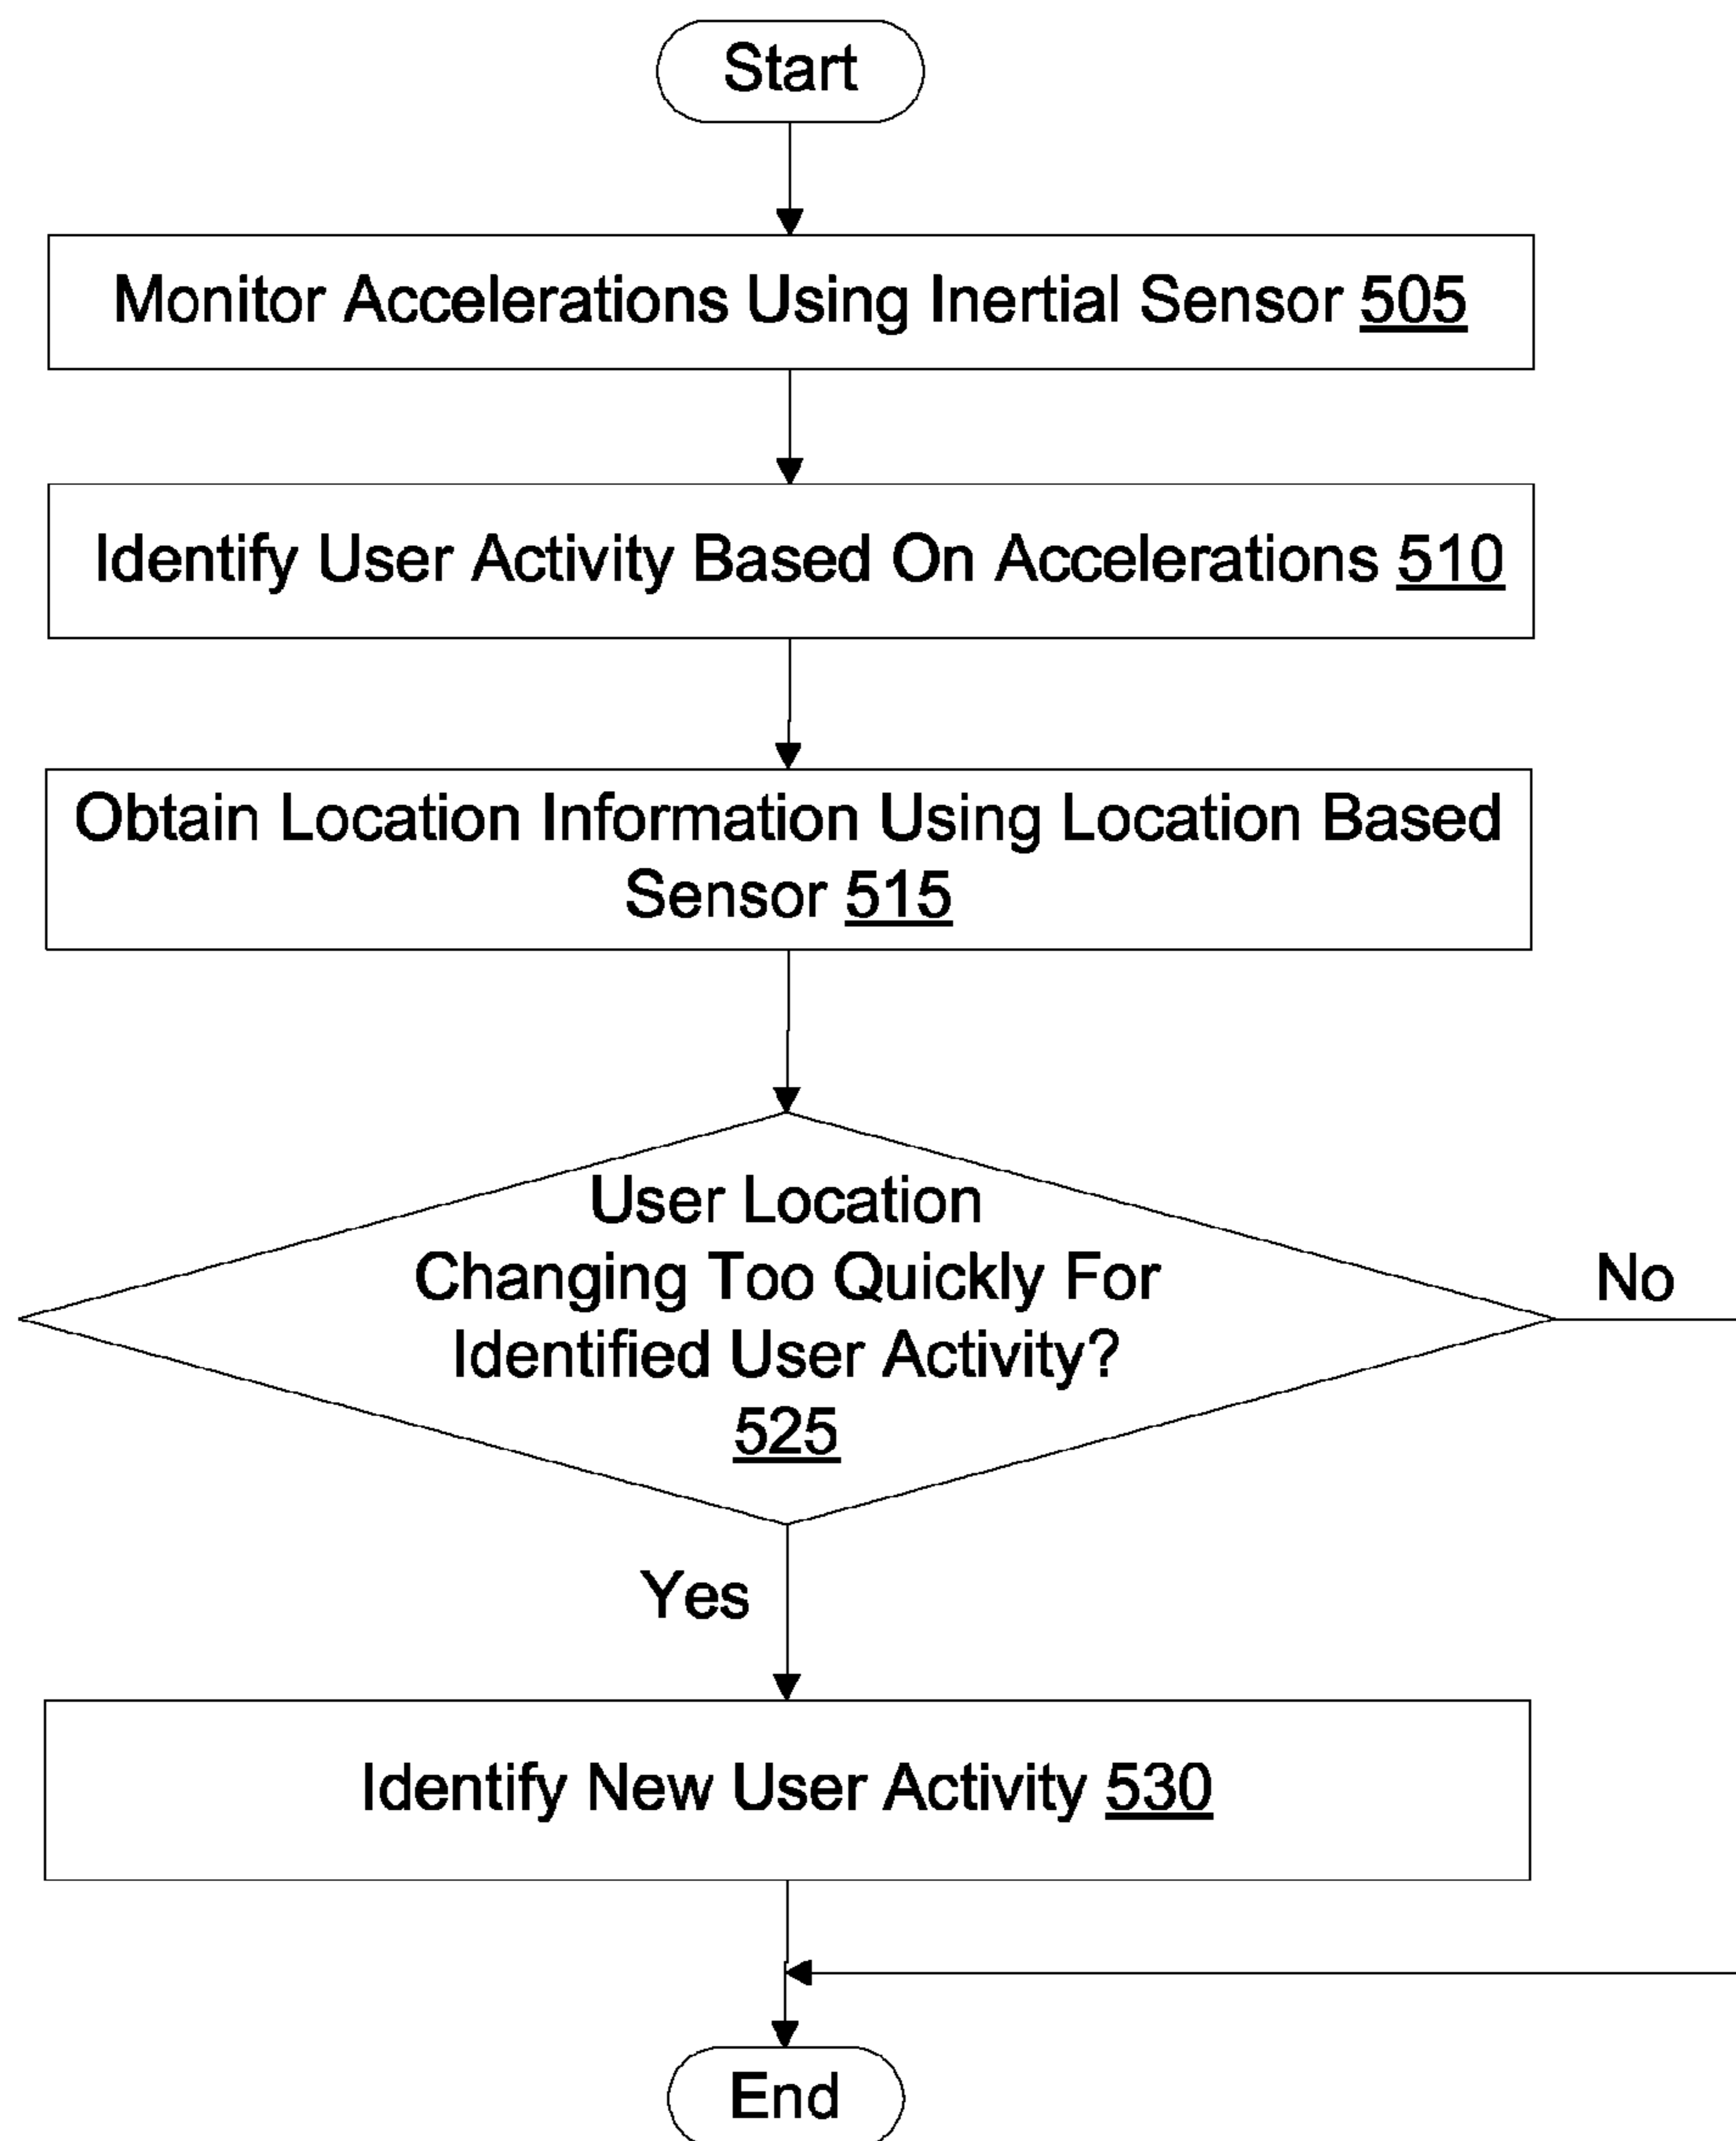 Start
Monitor Accelerations Using Inertial Sensor 505
Identify User Activity Based On Accelerations 510
Obtain Location Information Using Location Based
Sensor 515
User Location
Changing Too Quickly For
Identified User Activity?
525
No
Yes
Identify New User Activity 530
End